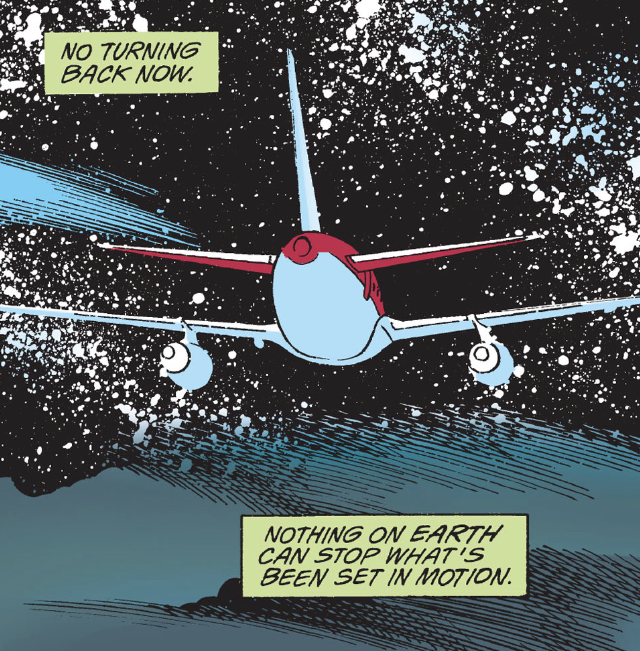 NO TURNING
BACK NOW.
NOTHING ON EARTH
CAN STOP WHAT'S
BEEN SET IN MOTION.